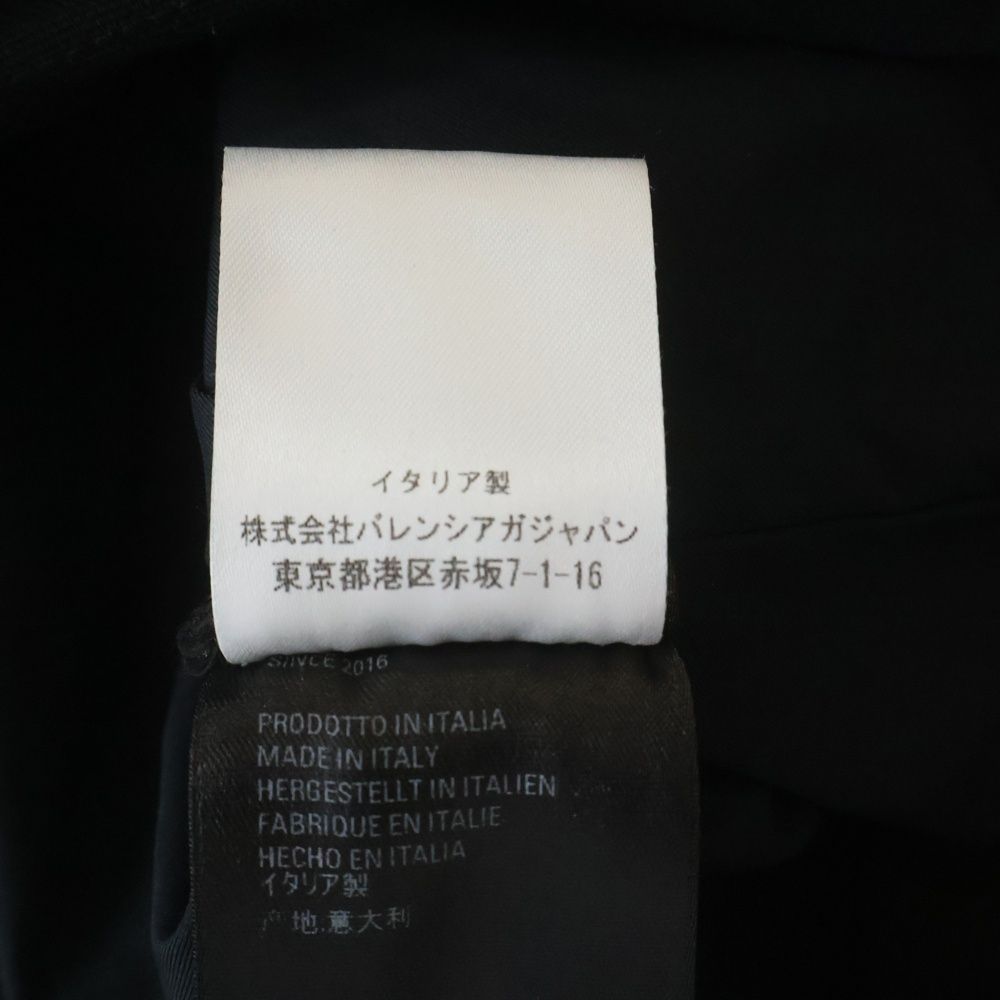 イタリア製
株式会社バレンシアガジャパン
東京都港区赤坂7-1-16
SINCE 2016
PRODOTTO IN ITALIA
MADE IN ITALY
HERGESTELLT IN ITALIEN
FABRIQUE EN ITALIE
HECHO EN ITALIA
イタリア製
产地.意大利